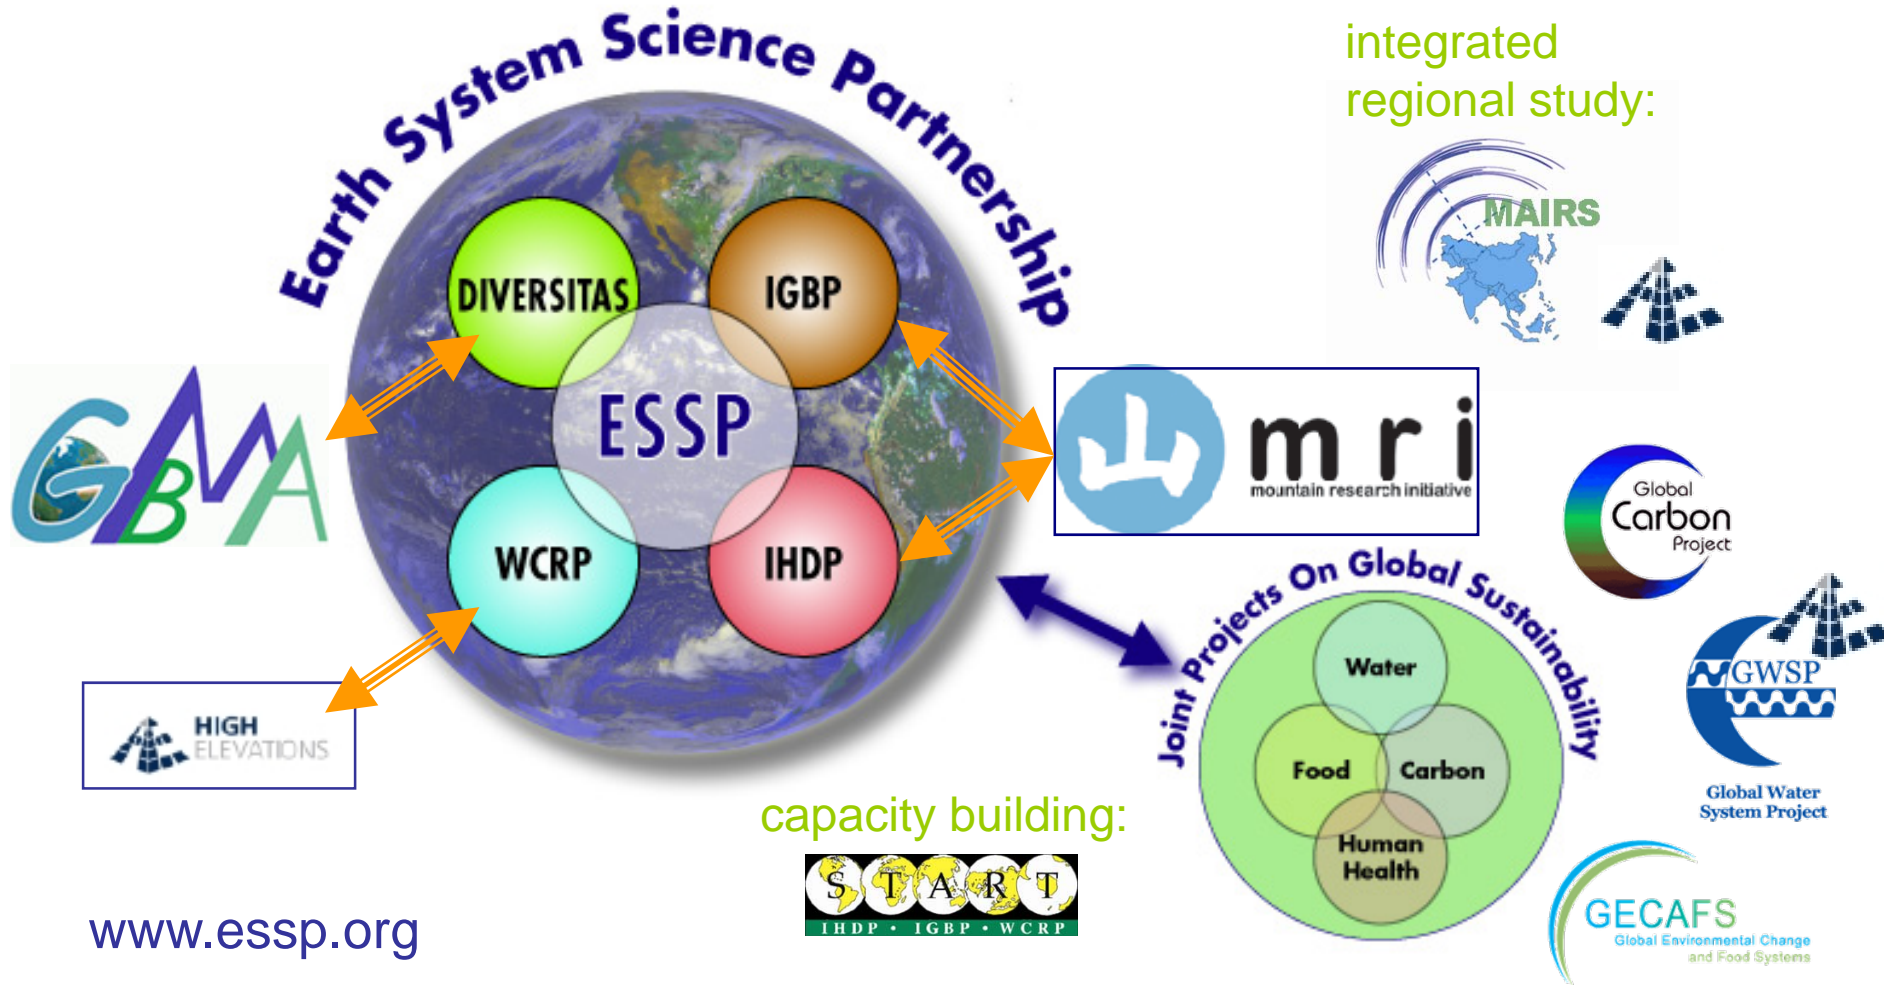 Earth System Science Partnership
integrated
regional study:
MAIRS
DIVERSITAS
IGBP
ESSP
WCRP
IHDP
GMBA
mri
mountain research initiative
HIGH
ELEVATIONS
Global
Carbon
Project
Joint Projects On Global Sustainability
Water
Food
Carbon
Human
Health
GWSP
Global Water
System Project
capacity building:
START
IHDP • IGBP • WCRP
GECAFS
Global Environmental Change
and Food Systems
www.essp.org